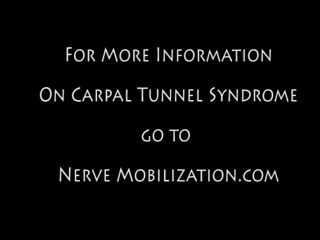 For More Information
On Carpal Tunnel Syndrome
go to
Nerve Mobilization.com